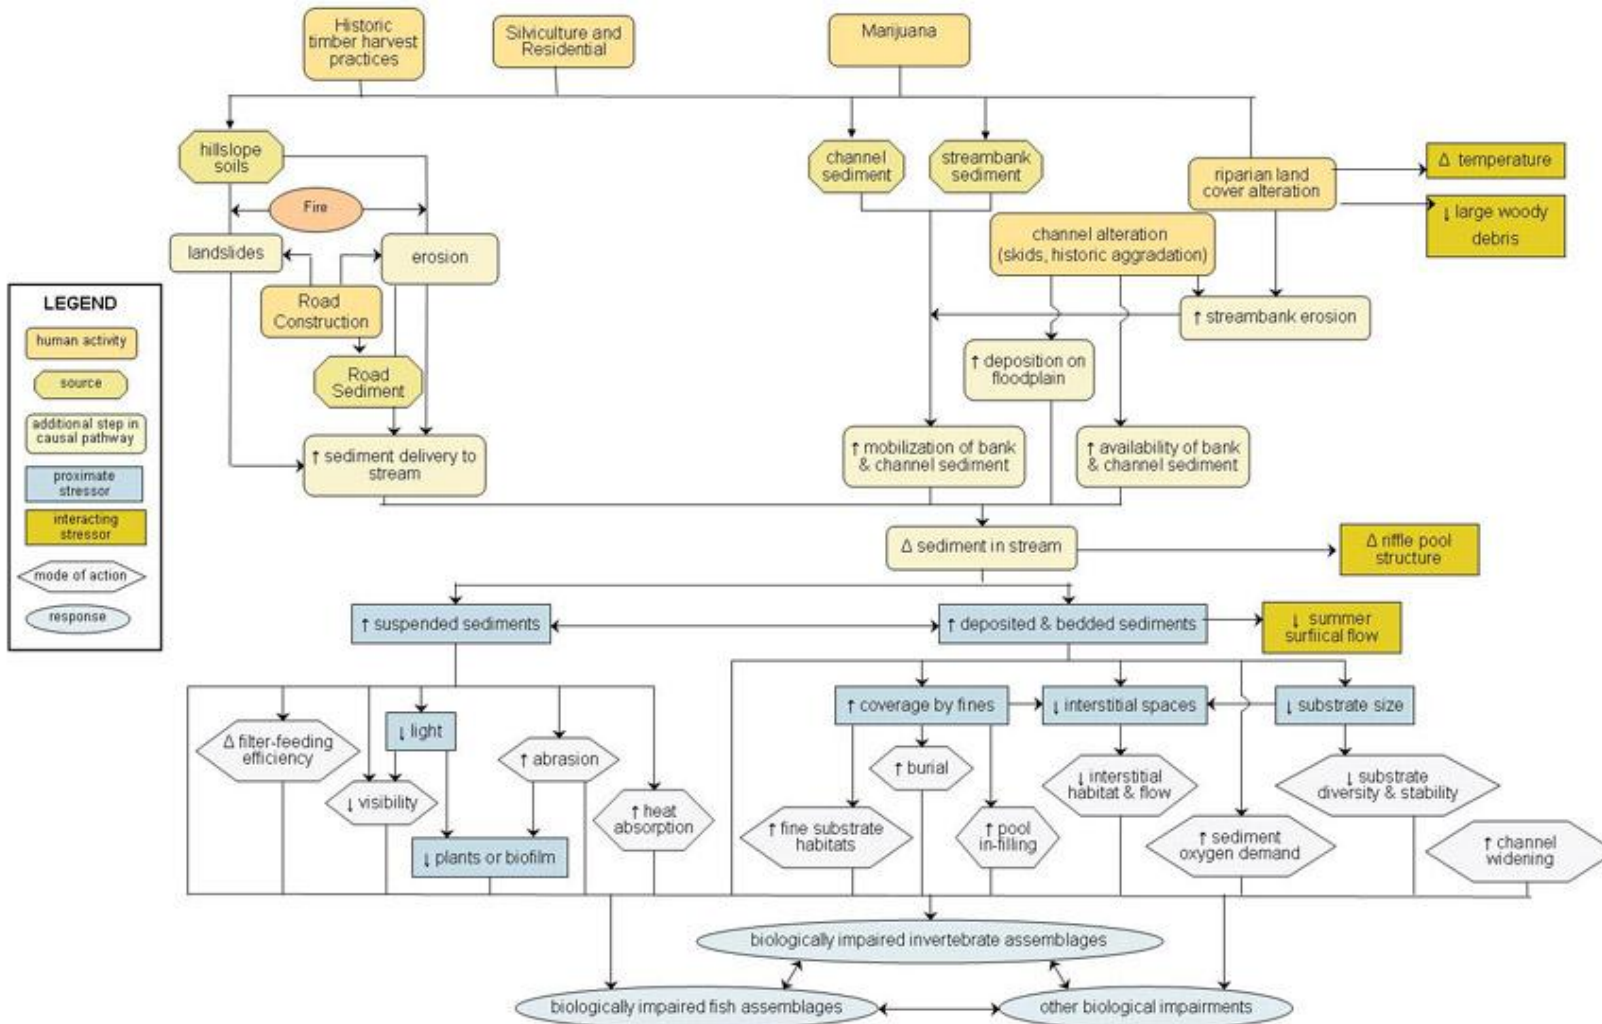 Historic
timber harvest
practices
Silviculture and
Residential
Marijuana
hillslope
soils
channel
sediment
streambank
sediment
riparian land
cover alteration
Δ temperature
↓ large woody
debris
Fire
landslides
erosion
channel alteration
(skids, historic aggradation)
Road
Construction
↑ streambank erosion
Road
Sediment
↑ deposition on
floodplain
↑ sediment delivery to
stream
↑ mobilization of bank
& channel sediment
↑ availability of bank
& channel sediment
LEGEND
human activity
source
additional step in
causal pathway
proximate
stressor
interacting
stressor
mode of action
response
Δ sediment in stream
Δ riffle pool
structure
↑ suspended sediments
↑ deposited & bedded sediments
↓ summer
surfiical flow
↑ coverage by fines
↓ interstitial spaces
↓ substrate size
Δ filter-feeding
efficiency
↓ light
↑ abrasion
↓ visibility
↑ heat
absorption
↓ plants or biofilm
↑ burial
↓ interstitial
habitat & flow
↓ substrate
diversity & stability
↑ fine substrate
habitats
↑ pool
in-filling
↑ sediment
oxygen demand
↑ channel
widening
biologically impaired invertebrate assemblages
biologically impaired fish assemblages
other biological impairments